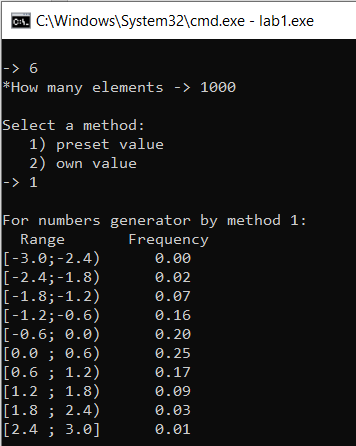 C:\Windows\System32\cmd.exe - lab1.exe
-> 6
*How many elements -> 1000
Select a method:
1) preset value
2) own value
-> 1
For numbers generator by method 1:
Range Frequency
[-3.0;-2.4) 0.00
[-2.4;-1.8) 0.02
[-1.8;-1.2) 0.07
[-1.2;-0.6) 0.16
[-0.6; 0.0) 0.20
[0.0 ; 0.6) 0.25
[0.6 ; 1.2) 0.17
[1.2 ; 1.8) 0.09
[1.8 ; 2.4) 0.03
[2.4 ; 3.0] 0.01